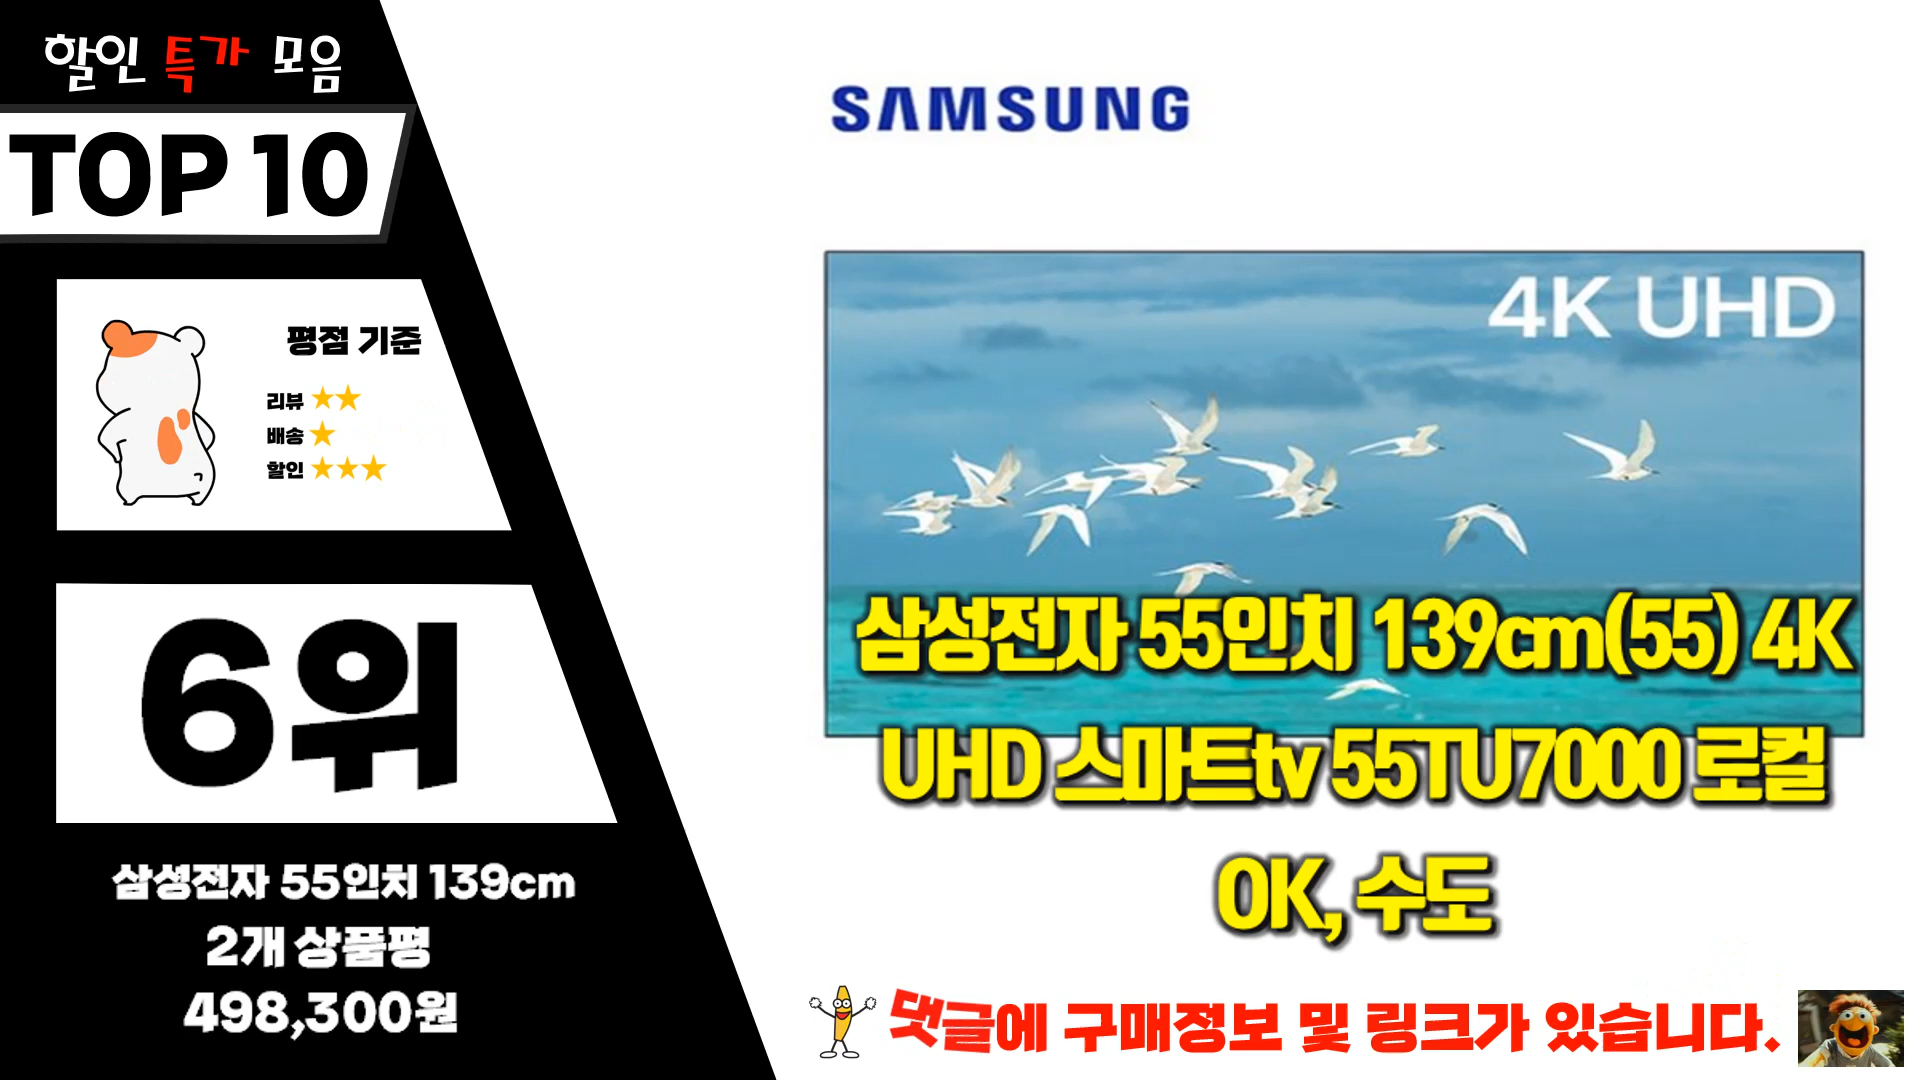 할인 특가 모음
TOP 10
평점 기준
리뷰 ★★
배송 ★
할인 ★★★
6위
삼성전자 55인치 139cm
2개 상품평
498,300원
SAMSUNG
4K UHD
삼성전자 55인치 139cm(55) 4K
UHD 스마트tv 55TU7000 로컬
OK, 수도
댓글에 구매정보 및 링크가 있습니다.